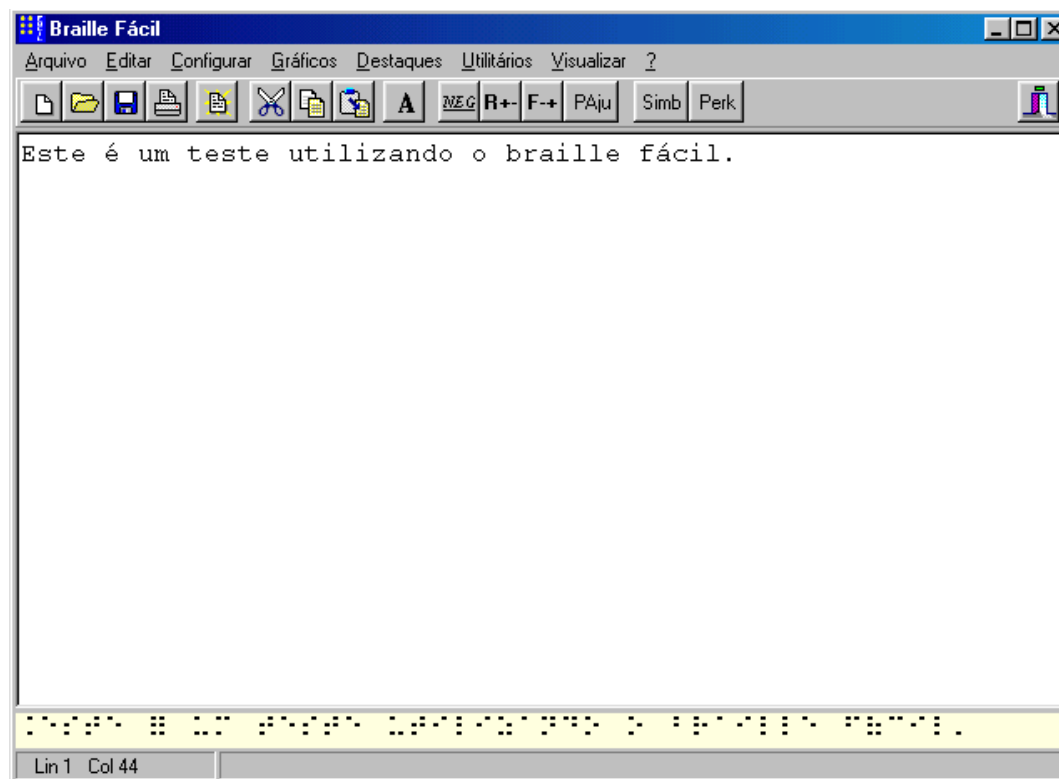 Braille Fácil
Arquivo Editar Configurar Gráficos Destaques Utilitários Visualizar ?
A NEG R+- F-+ PAju Simb Perk
Este é um teste utilizando o braille fácil.
⠨⠑⠎⠞⠑ ⠿ ⠥⠍ ⠞⠑⠎⠞⠑ ⠥⠞⠊⠇⠊⠵⠁⠝⠙⠕ ⠕ ⠃⠗⠁⠊⠇⠇⠑ ⠋⠷⠉⠊⠇⠄
Lin 1 Col 44